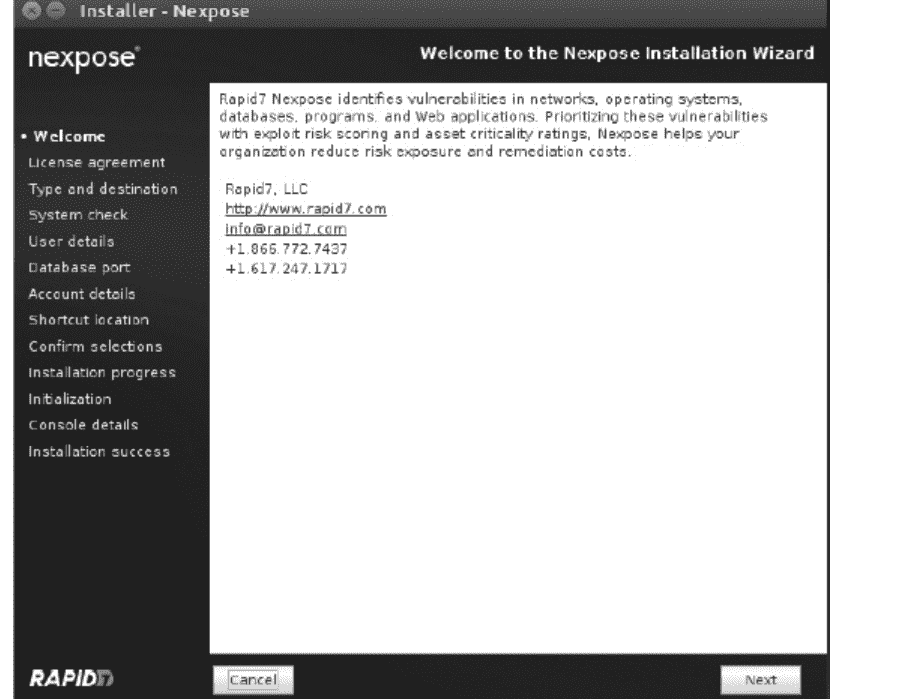 Installer - Nexpose
nexpose®
Welcome to the Nexpose Installation Wizard
• Welcome
License agreement
Type and destination
System check
User details
Database port
Account details
Shortcut location
Confirm selections
Installation progress
Initialization
Console details
Installation success
Rapid7 Nexpose identifies vulnerabilities in networks, operating systems,
databases, programs, and Web applications. Prioritizing these vulnerabilities
with exploit risk scoring and asset criticality ratings, Nexpose helps your
organization reduce risk exposure and remediation costs.
Rapid7, LLC
http://www.rapid7.com
info@rapid7.com
+1.866.772.7437
+1.617.247.1717
RAPID7
Cancel
Next